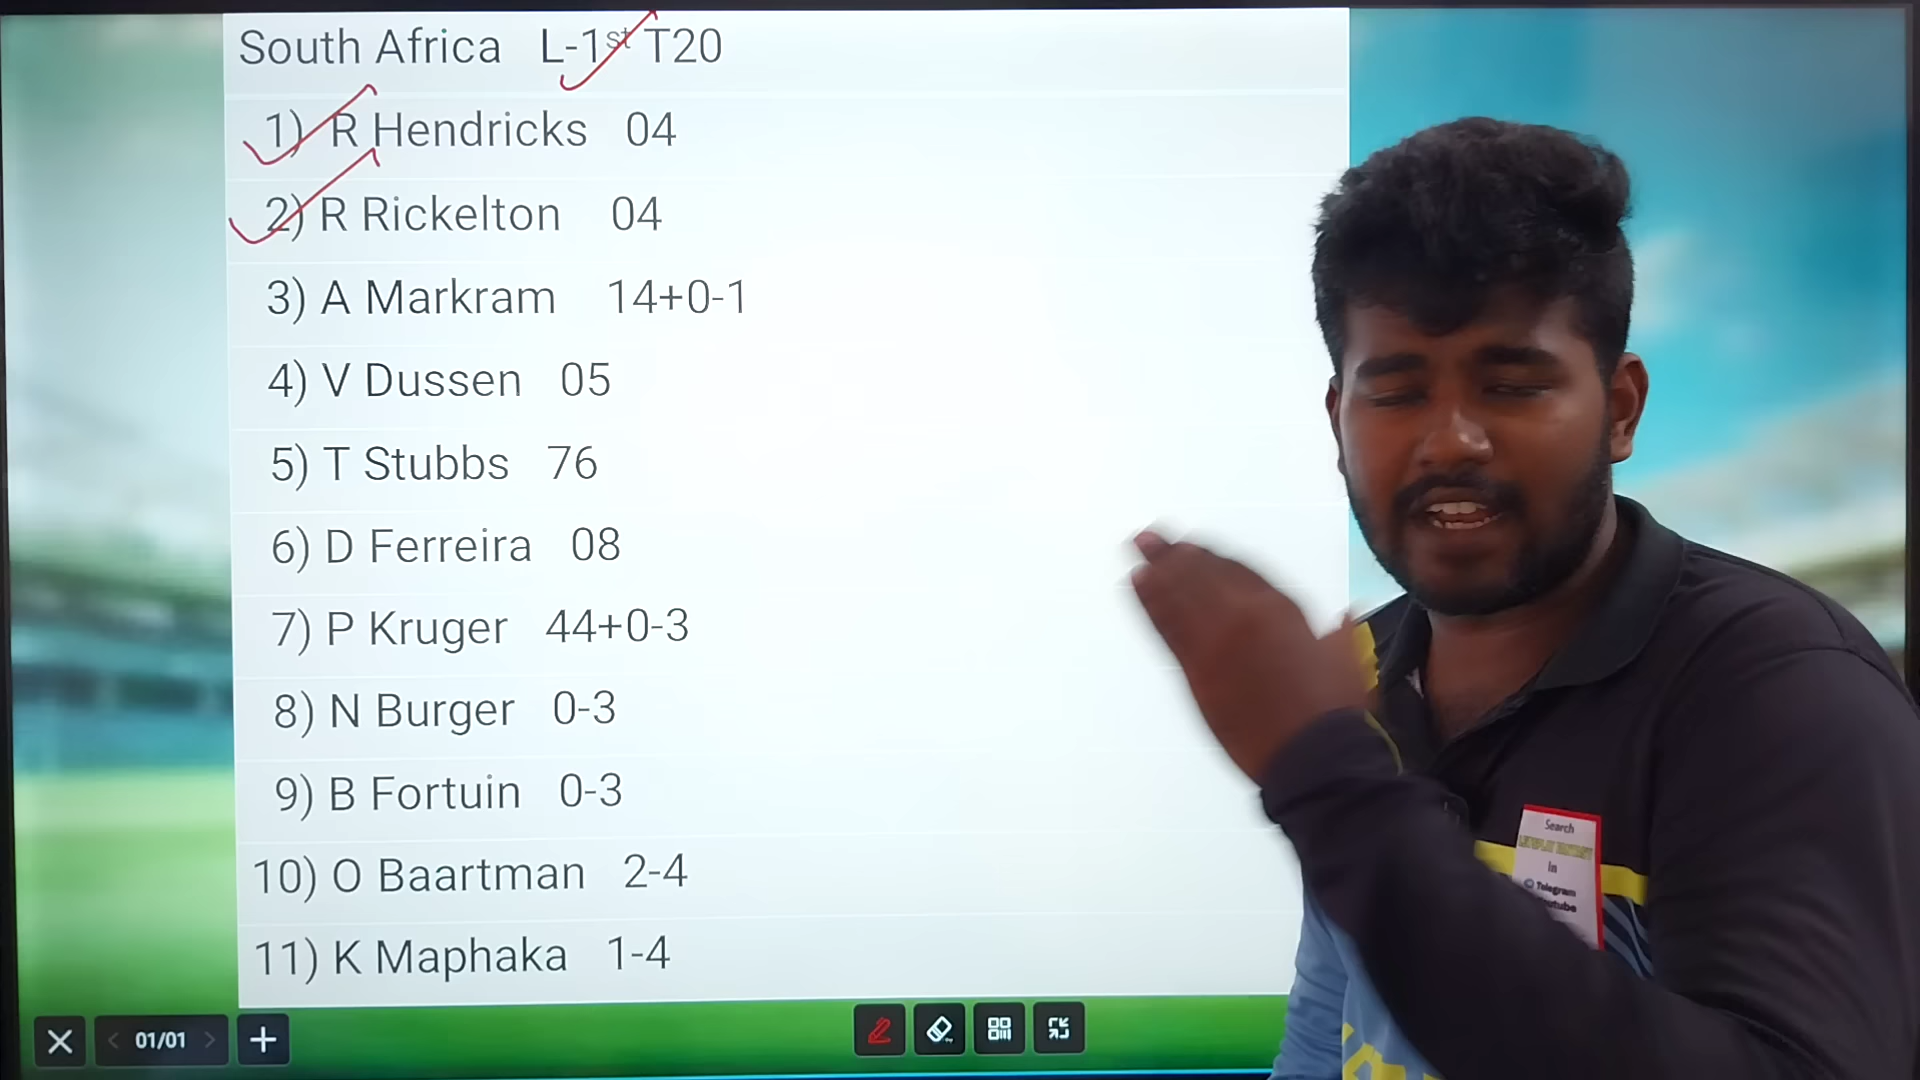 South Africa L-1st T20
1) R Hendricks 04
2) R Rickelton 04
3) A Markram 14+0-1
4) V Dussen 05
5) T Stubbs 76
6) D Ferreira 08
7) P Kruger 44+0-3
8) N Burger 0-3
9) B Fortuin 0-3
10) O Baartman 2-4
11) K Maphaka 1-4
01/01
Search
In
Telegram